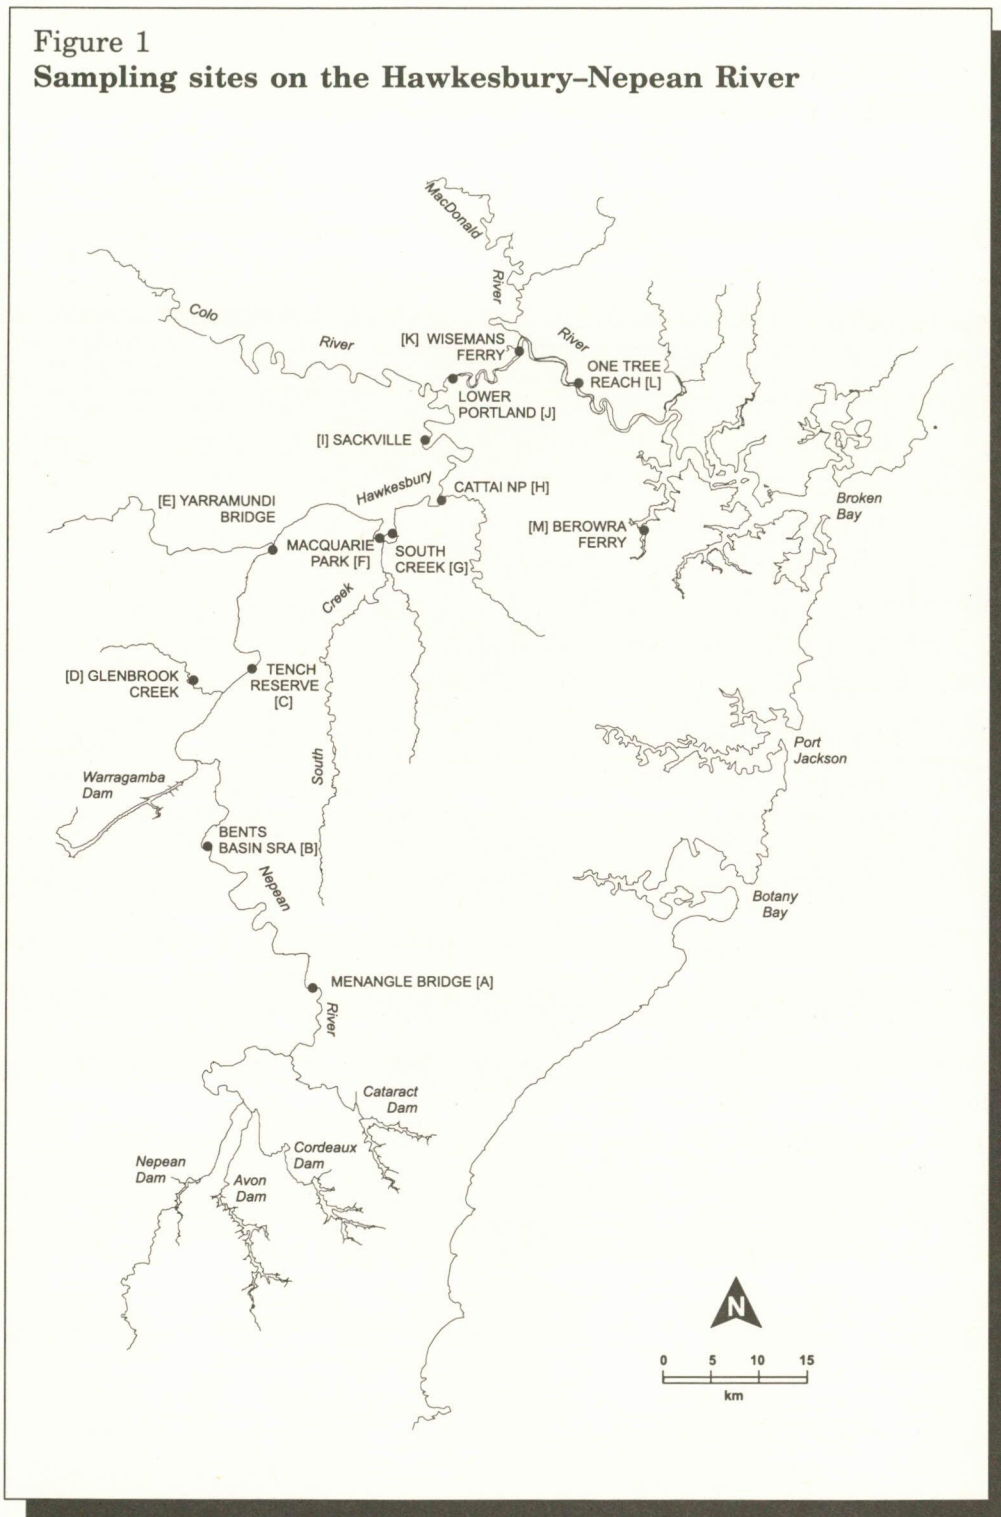 Figure 1
Sampling sites on the Hawkesbury–Nepean River
MacDonald
River
Colo
River
[K] WISEMANS
FERRY
River
ONE TREE
REACH [L]
LOWER
PORTLAND [J]
[I] SACKVILLE
Hawkesbury
CATTAI NP [H]
[E] YARRAMUNDI
BRIDGE
Broken
Bay
[M] BEROWRA
FERRY
MACQUARIE
PARK [F]
SOUTH
CREEK [G]
Creek
[D] GLENBROOK
CREEK
TENCH
RESERVE
[C]
South
Port
Jackson
Warragamba
Dam
BENTS
BASIN SRA [B]
Nepean
Botany
Bay
MENANGLE BRIDGE [A]
River
Cataract
Dam
Cordeaux
Dam
Nepean
Dam
Avon
Dam
N
0 5 10 15
km